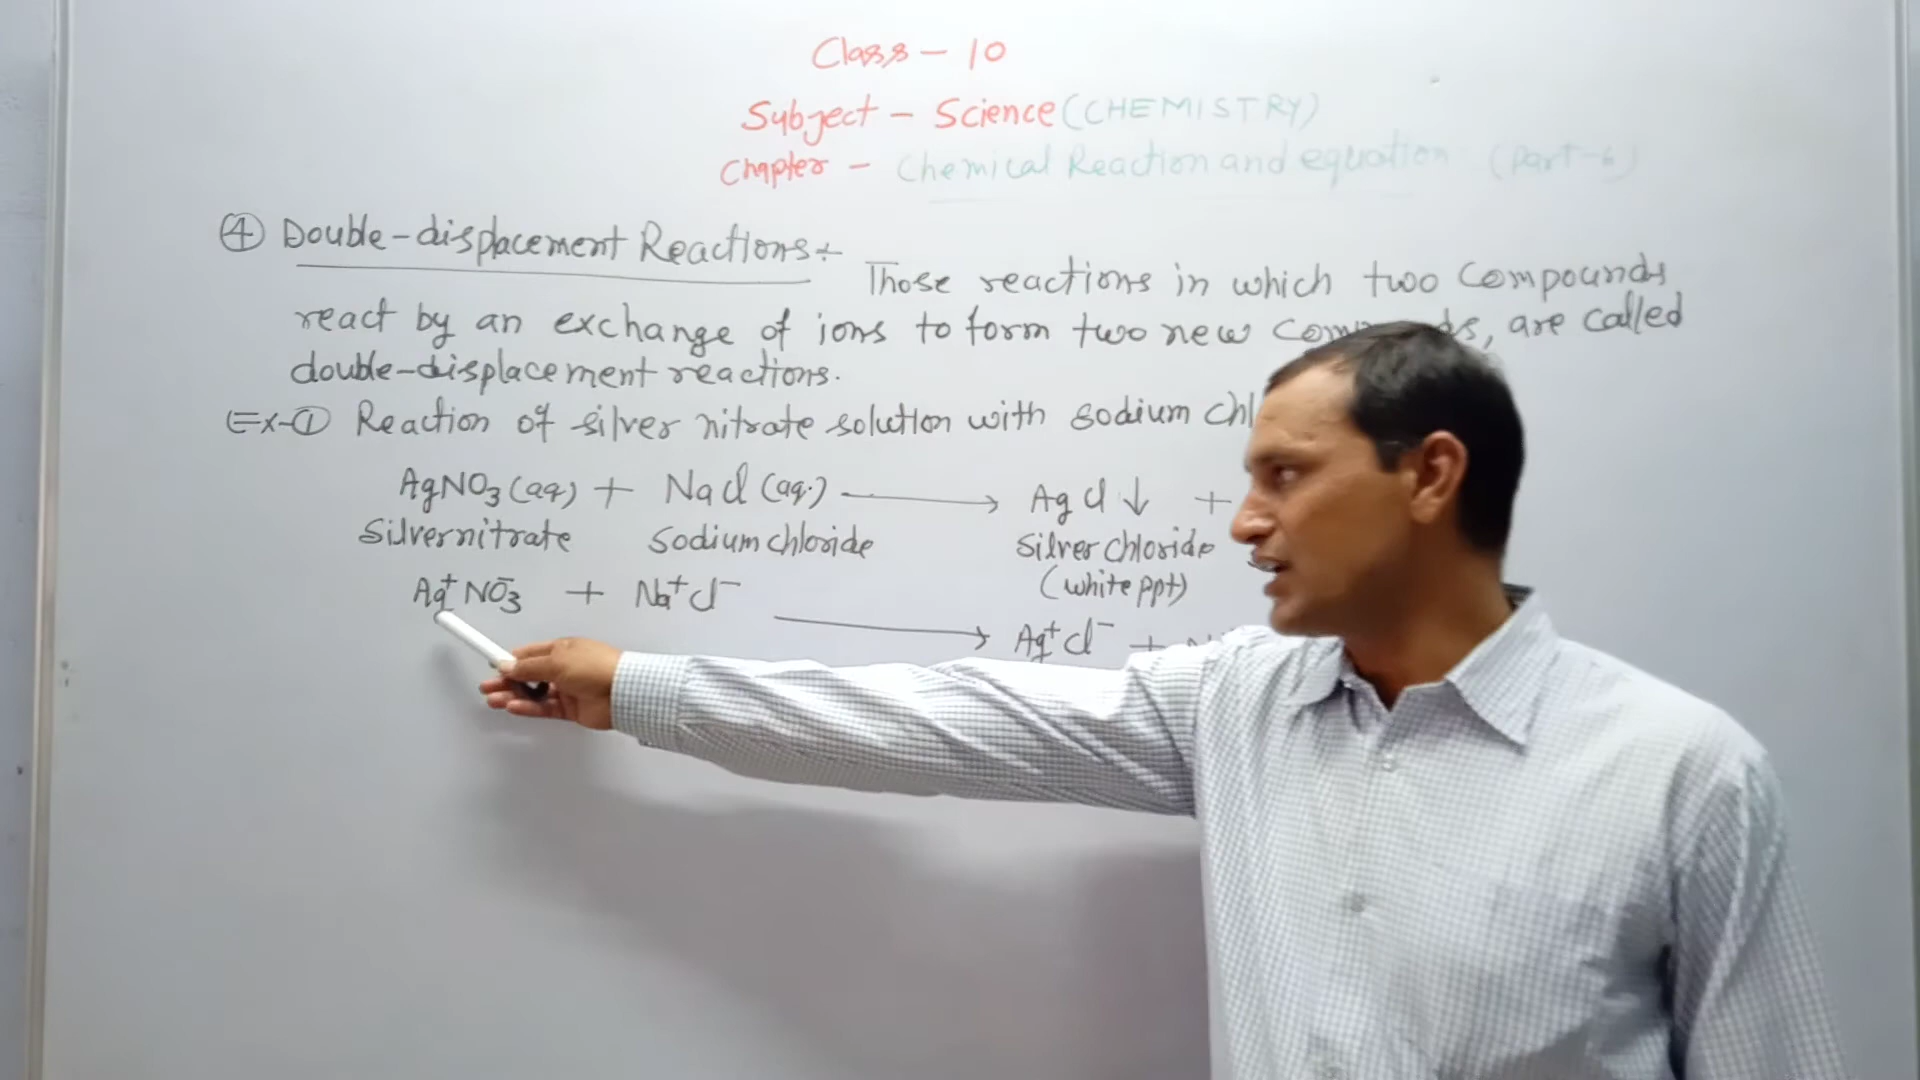 Class - 10
Subject - Science (CHEMISTRY)
Chapter - Chemical Reaction and equation (part-6)
④ Double-displacement Reactions÷
Those reactions in which two compounds
react by an exchange of ions to form two new are called
double-displacement reactions.
Ex-① Reaction of silver nitrate solution with sodium
AgNO₃(aq) + NaCl(aq.) ⟶ AgCl↓ +
Silvernitrate Sodium chloride Silver chloride
(white ppt)
Ag⁺NO₃⁻ + Na⁺Cl⁻ ⟶ Ag⁺Cl⁻ +